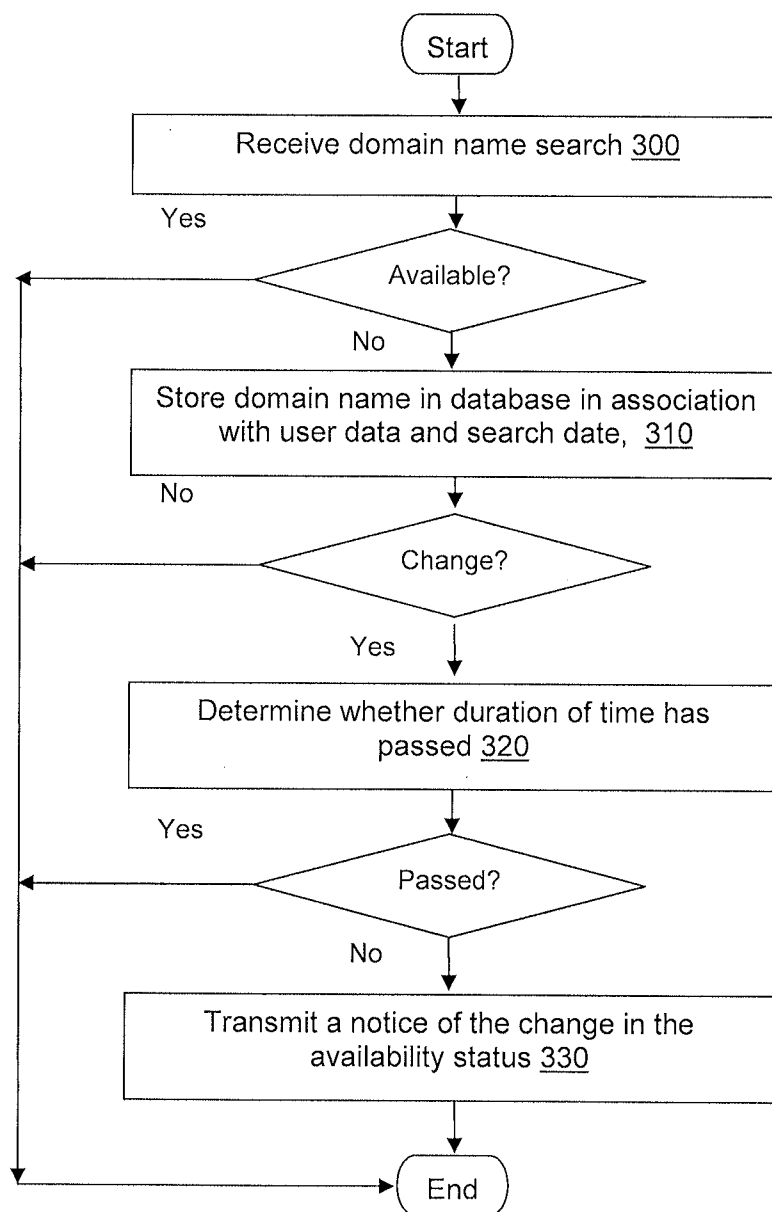 Start
Receive domain name search 300
Yes
Available?
No
Store domain name in database in association
with user data and search date, 310
No
Change?
Yes
Determine whether duration of time has
passed 320
Yes
Passed?
No
Transmit a notice of the change in the
availability status 330
End